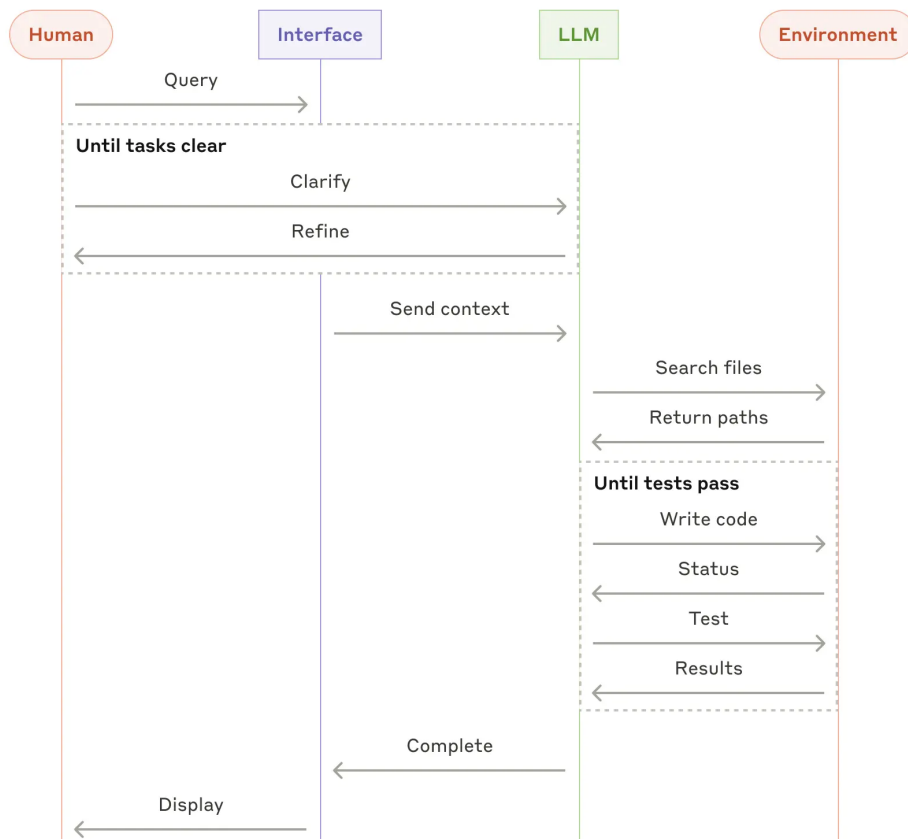 Human
Interface
LLM
Environment
Query
Until tasks clear
Clarify
Refine
Send context
Search files
Return paths
Until tests pass
Write code
Status
Test
Results
Complete
Display